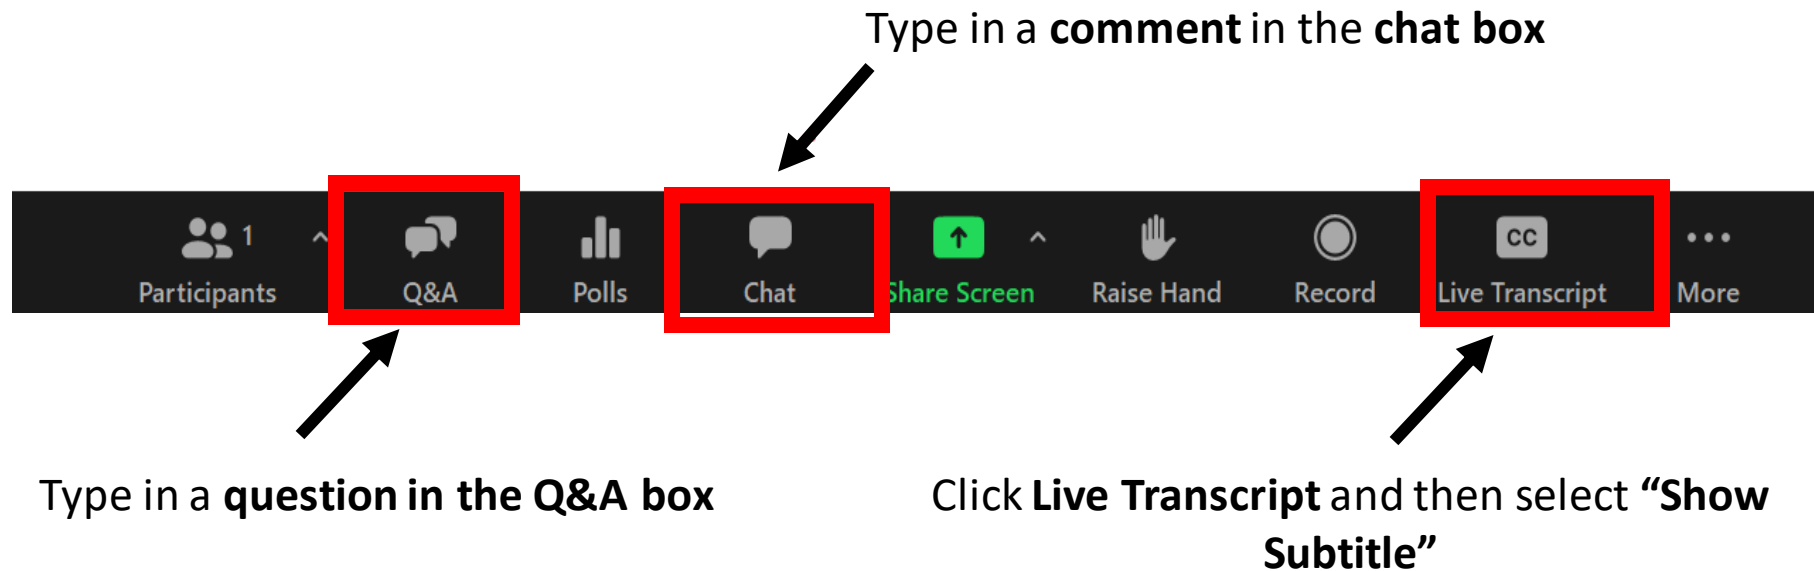 Type in a comment in the chat box
1
Participants
Q&A
Polls
Chat
Share Screen
Raise Hand
Record
CC
Live Transcript
More
Type in a question in the Q&A box
Click Live Transcript and then select “Show
Subtitle”